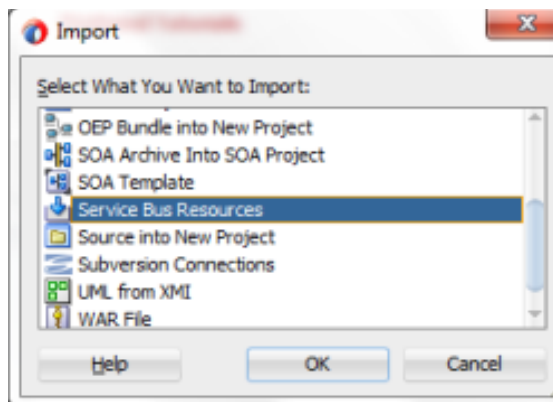 Import
Select What You Want to Import:
OEP Bundle into New Project
SOA Archive Into SOA Project
SOA Template
Service Bus Resources
Source into New Project
Subversion Connections
UML from XMI
WAR File
Help
OK
Cancel